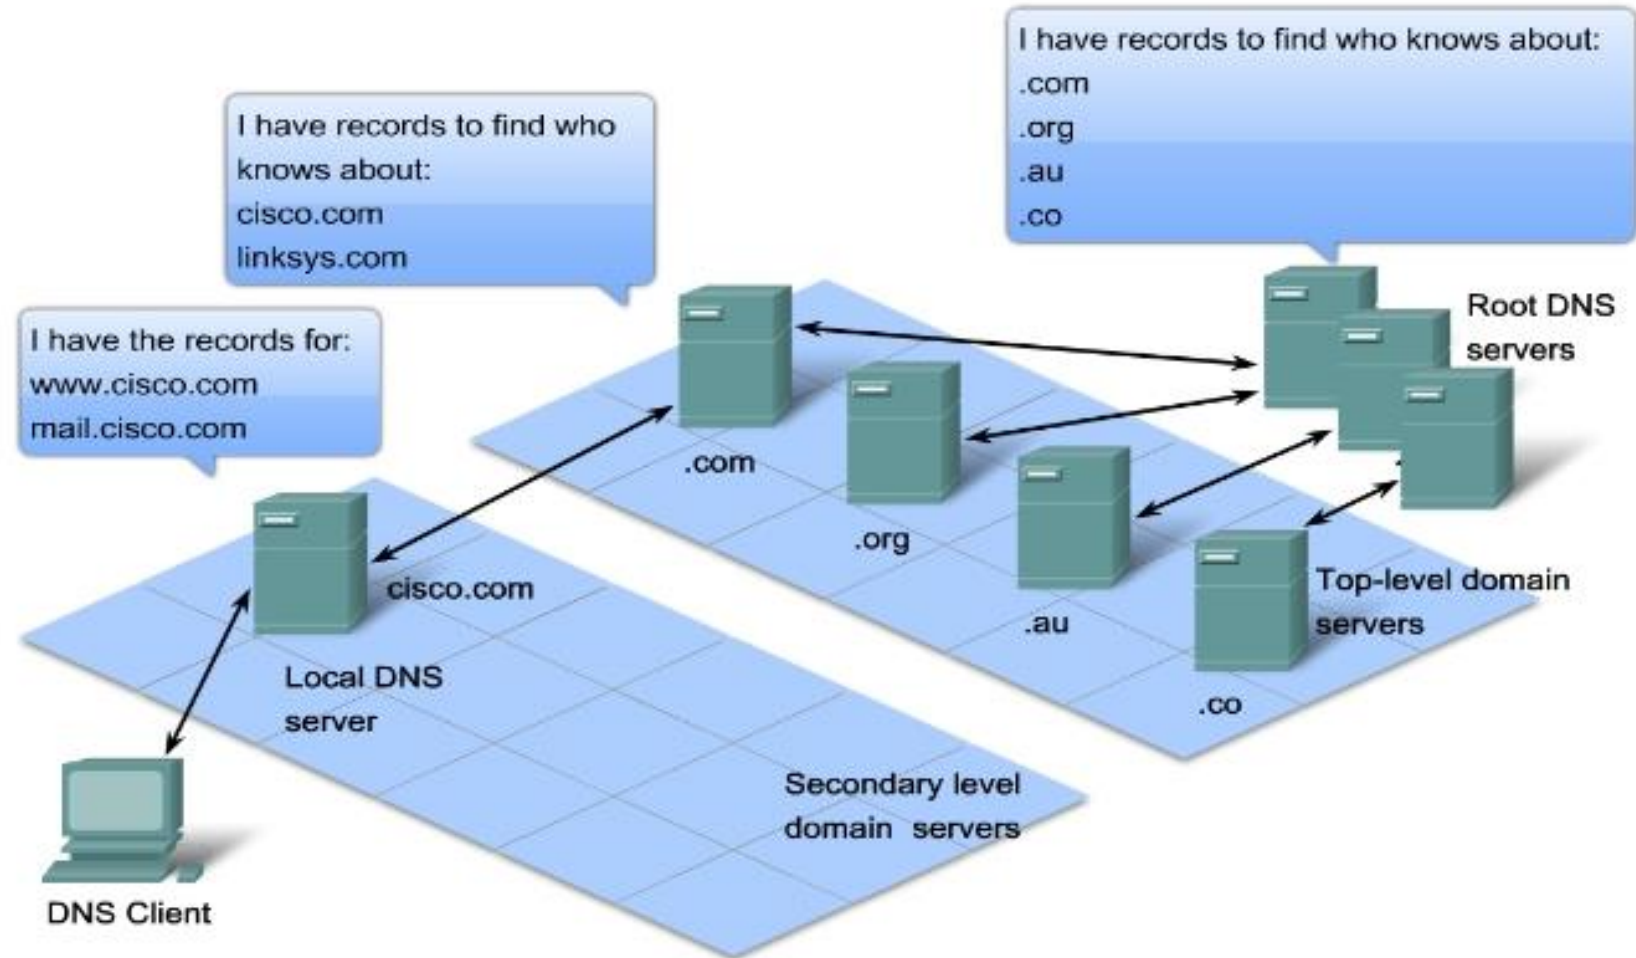 I have records to find who knows about:
.com
.org
.au
.co
I have records to find who
knows about:
cisco.com
linksys.com
I have the records for:
www.cisco.com
mail.cisco.com
Root DNS
servers
.com
.org
.au
.co
Top-level domain
servers
cisco.com
Local DNS
server
Secondary level
domain servers
DNS Client